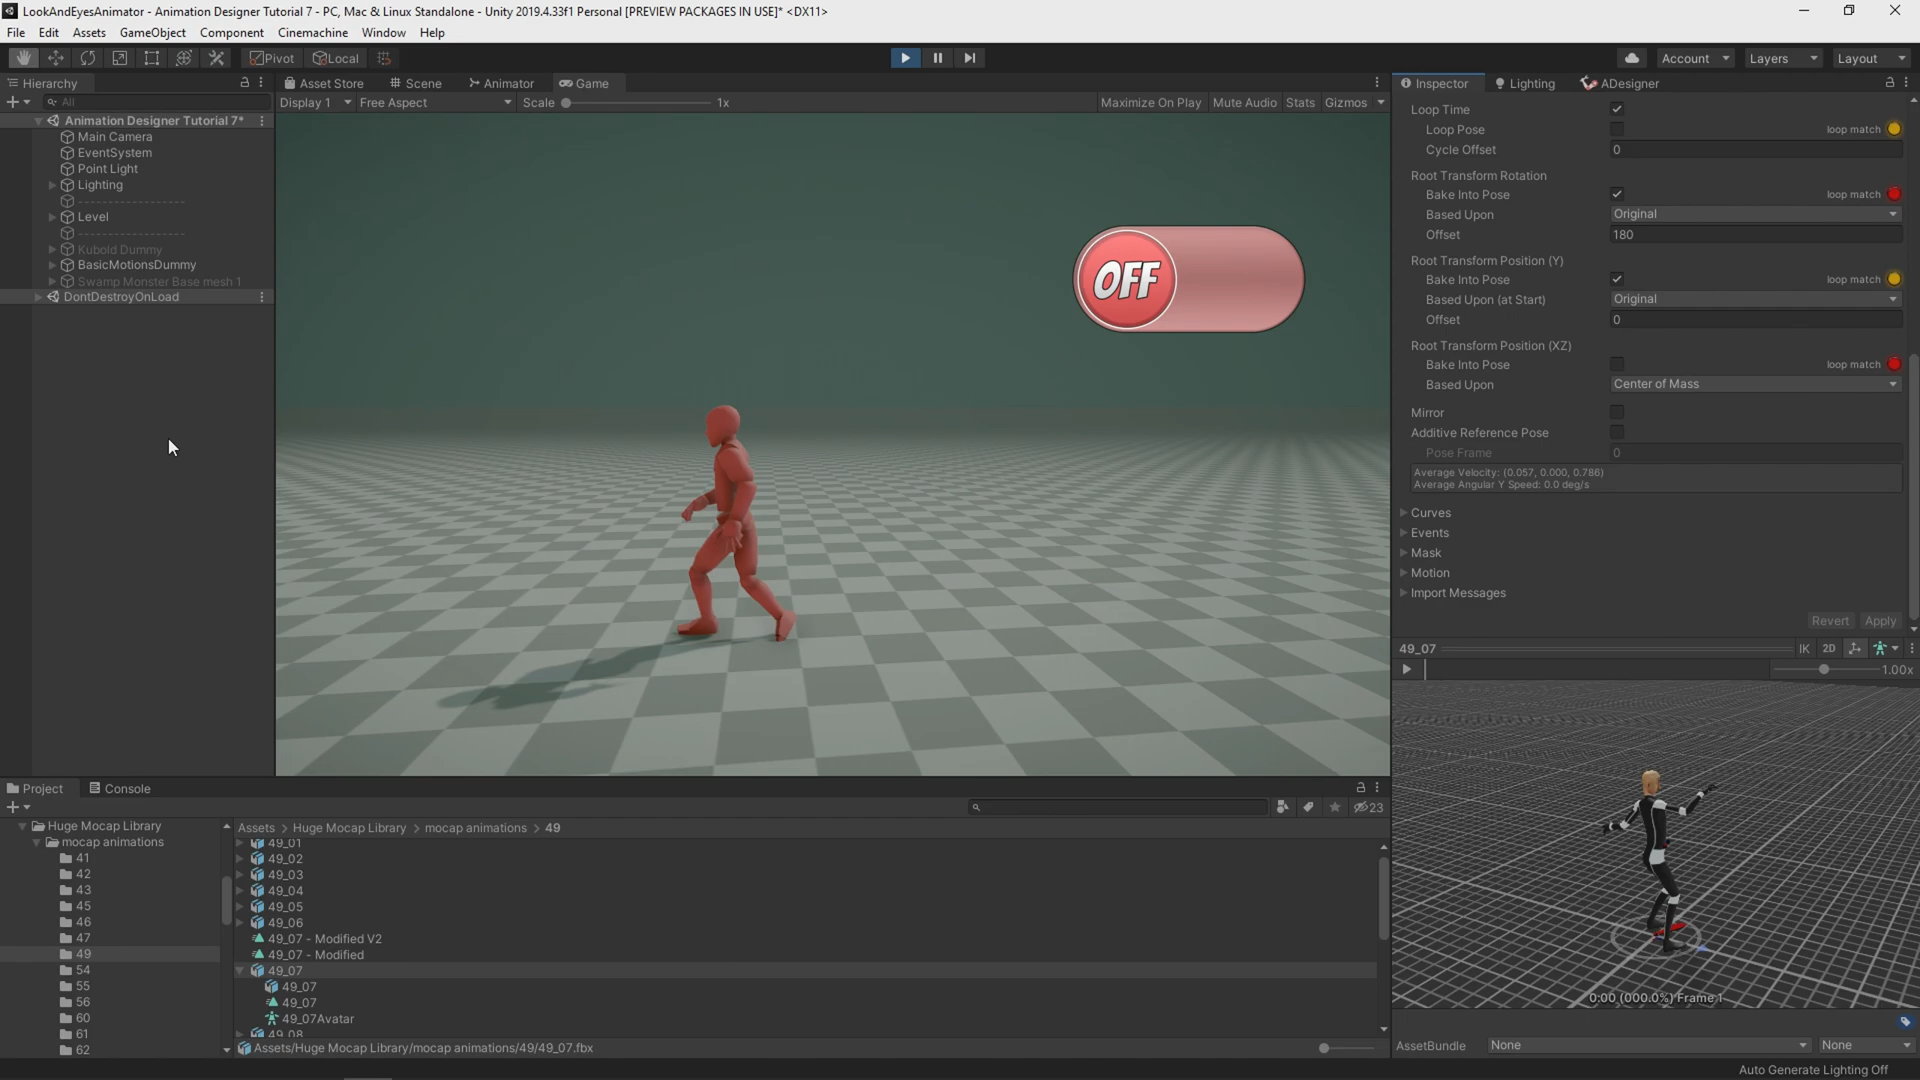 LookAndEyesAnimator - Animation Designer Tutorial 7 - PC, Mac & Linux Standalone - Unity 2019.4.33f1 Personal [PREVIEW PACKAGES IN USE]* <DX11>
File Edit Assets GameObject Component Cinemachine Window Help
Pivot Local Account Layers Layout
Hierarchy
All
Animation Designer Tutorial 7*
Main Camera
EventSystem
Point Light
Lighting
-----------------
Level
-----------------
Kubold Dummy
BasicMotionsDummy
Swamp Monster Base mesh 1
DontDestroyOnLoad
Asset Store Scene Animator Game
Display 1 Free Aspect Scale 1x Maximize On Play Mute Audio Stats Gizmos
OFF
Inspector Lighting ADesigner
Loop Time
Loop Pose loop match
Cycle Offset 0
Root Transform Rotation
Bake Into Pose loop match
Based Upon Original
Offset 180
Root Transform Position (Y)
Bake Into Pose loop match
Based Upon (at Start) Original
Offset 0
Root Transform Position (XZ)
Bake Into Pose loop match
Based Upon Center of Mass
Mirror
Additive Reference Pose
Pose Frame 0
Average Velocity: (0.057, 0.000, 0.786)
Average Angular Y Speed: 0.0 deg/s
Curves
Events
Mask
Motion
Import Messages
Revert Apply
49_07 IK 2D
1.00x
0:00 (000.0%) Frame 1
AssetBundle None None
Auto Generate Lighting Off
Project Console
23
Huge Mocap Library
mocap animations
41
42
43
45
46
47
49
54
55
56
60
61
62
Assets > Huge Mocap Library > mocap animations > 49
49_01
49_02
49_03
49_04
49_05
49_06
49_07 - Modified V2
49_07 - Modified
49_07
49_07
49_07
49_07Avatar
49_08
Assets/Huge Mocap Library/mocap animations/49/49_07.fbx